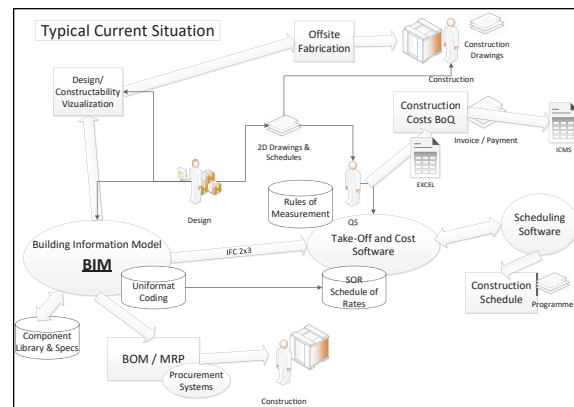 Typical Current Situation
Offsite
Fabrication
Construction
Drawings
Construction
Design/
Constructability
Vizualization
Construction
Costs BoQ
Invoice / Payment
ICMS
EXCEL
2D Drawings &
Schedules
Design
QS
Rules of
Measurement
Building Information Model
BIM
IFC 2x3
Take-Off and Cost
Software
Scheduling
Software
Uniformat
Coding
SOR
Schedule of
Rates
Construction
Schedule
Programme
Component
Library & Specs
BOM / MRP
Procurement
Systems
Construction